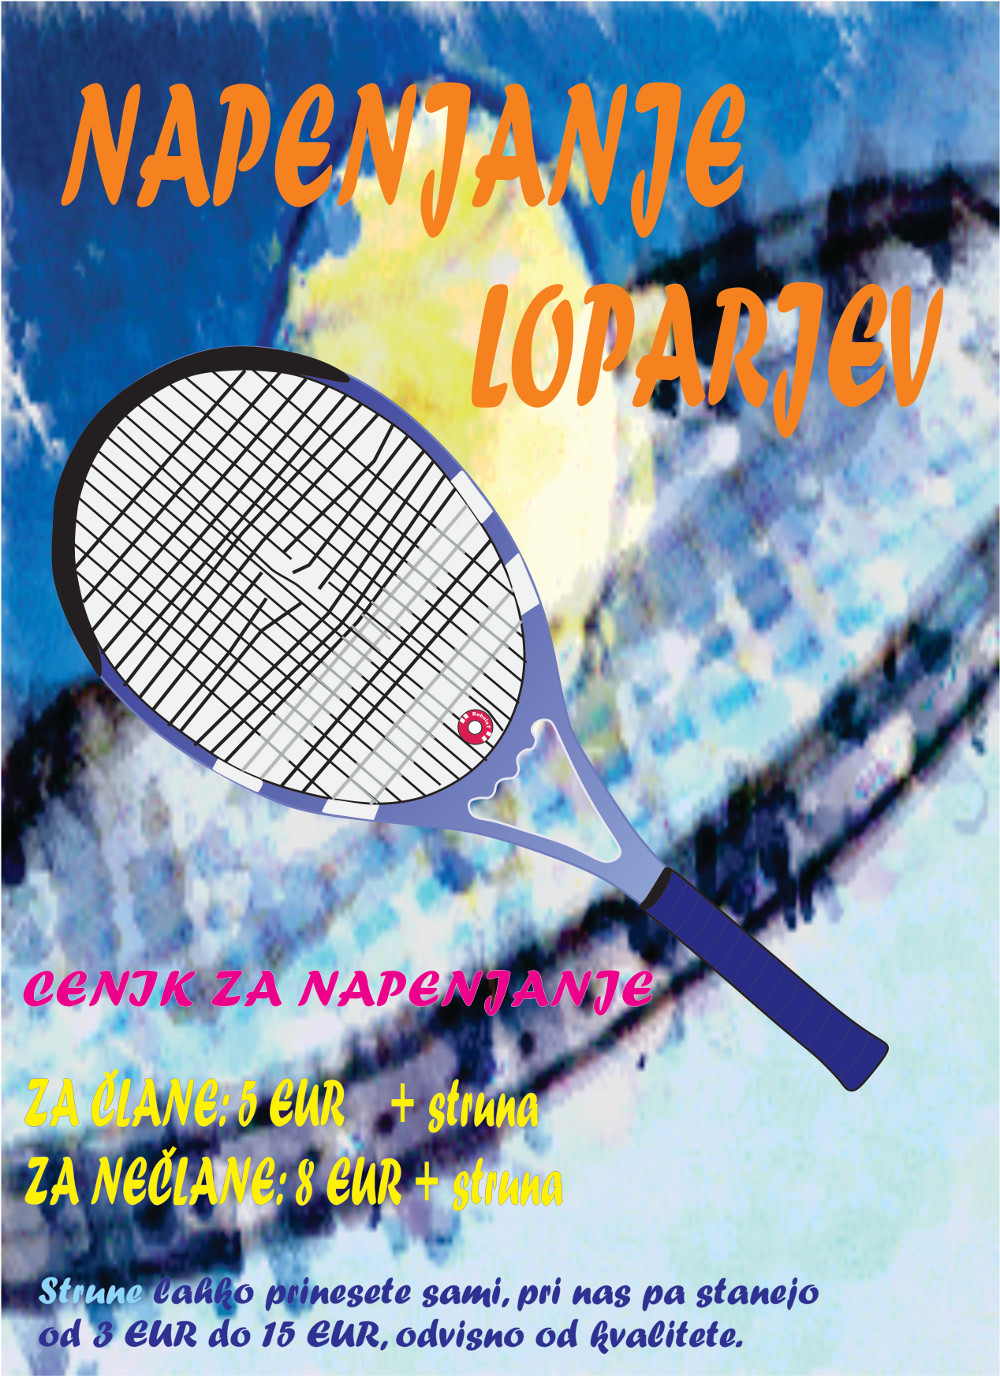 NAPENJANJE
LOPARJEV
Babolat
CENIK ZA NAPENJANJE
ZA ČLANE: 5 EUR + struna
ZA NEČLANE: 8 EUR + struna
Strune lahko prinesete sami, pri nas pa stanejo
od 3 EUR do 15 EUR, odvisno od kvalitete.